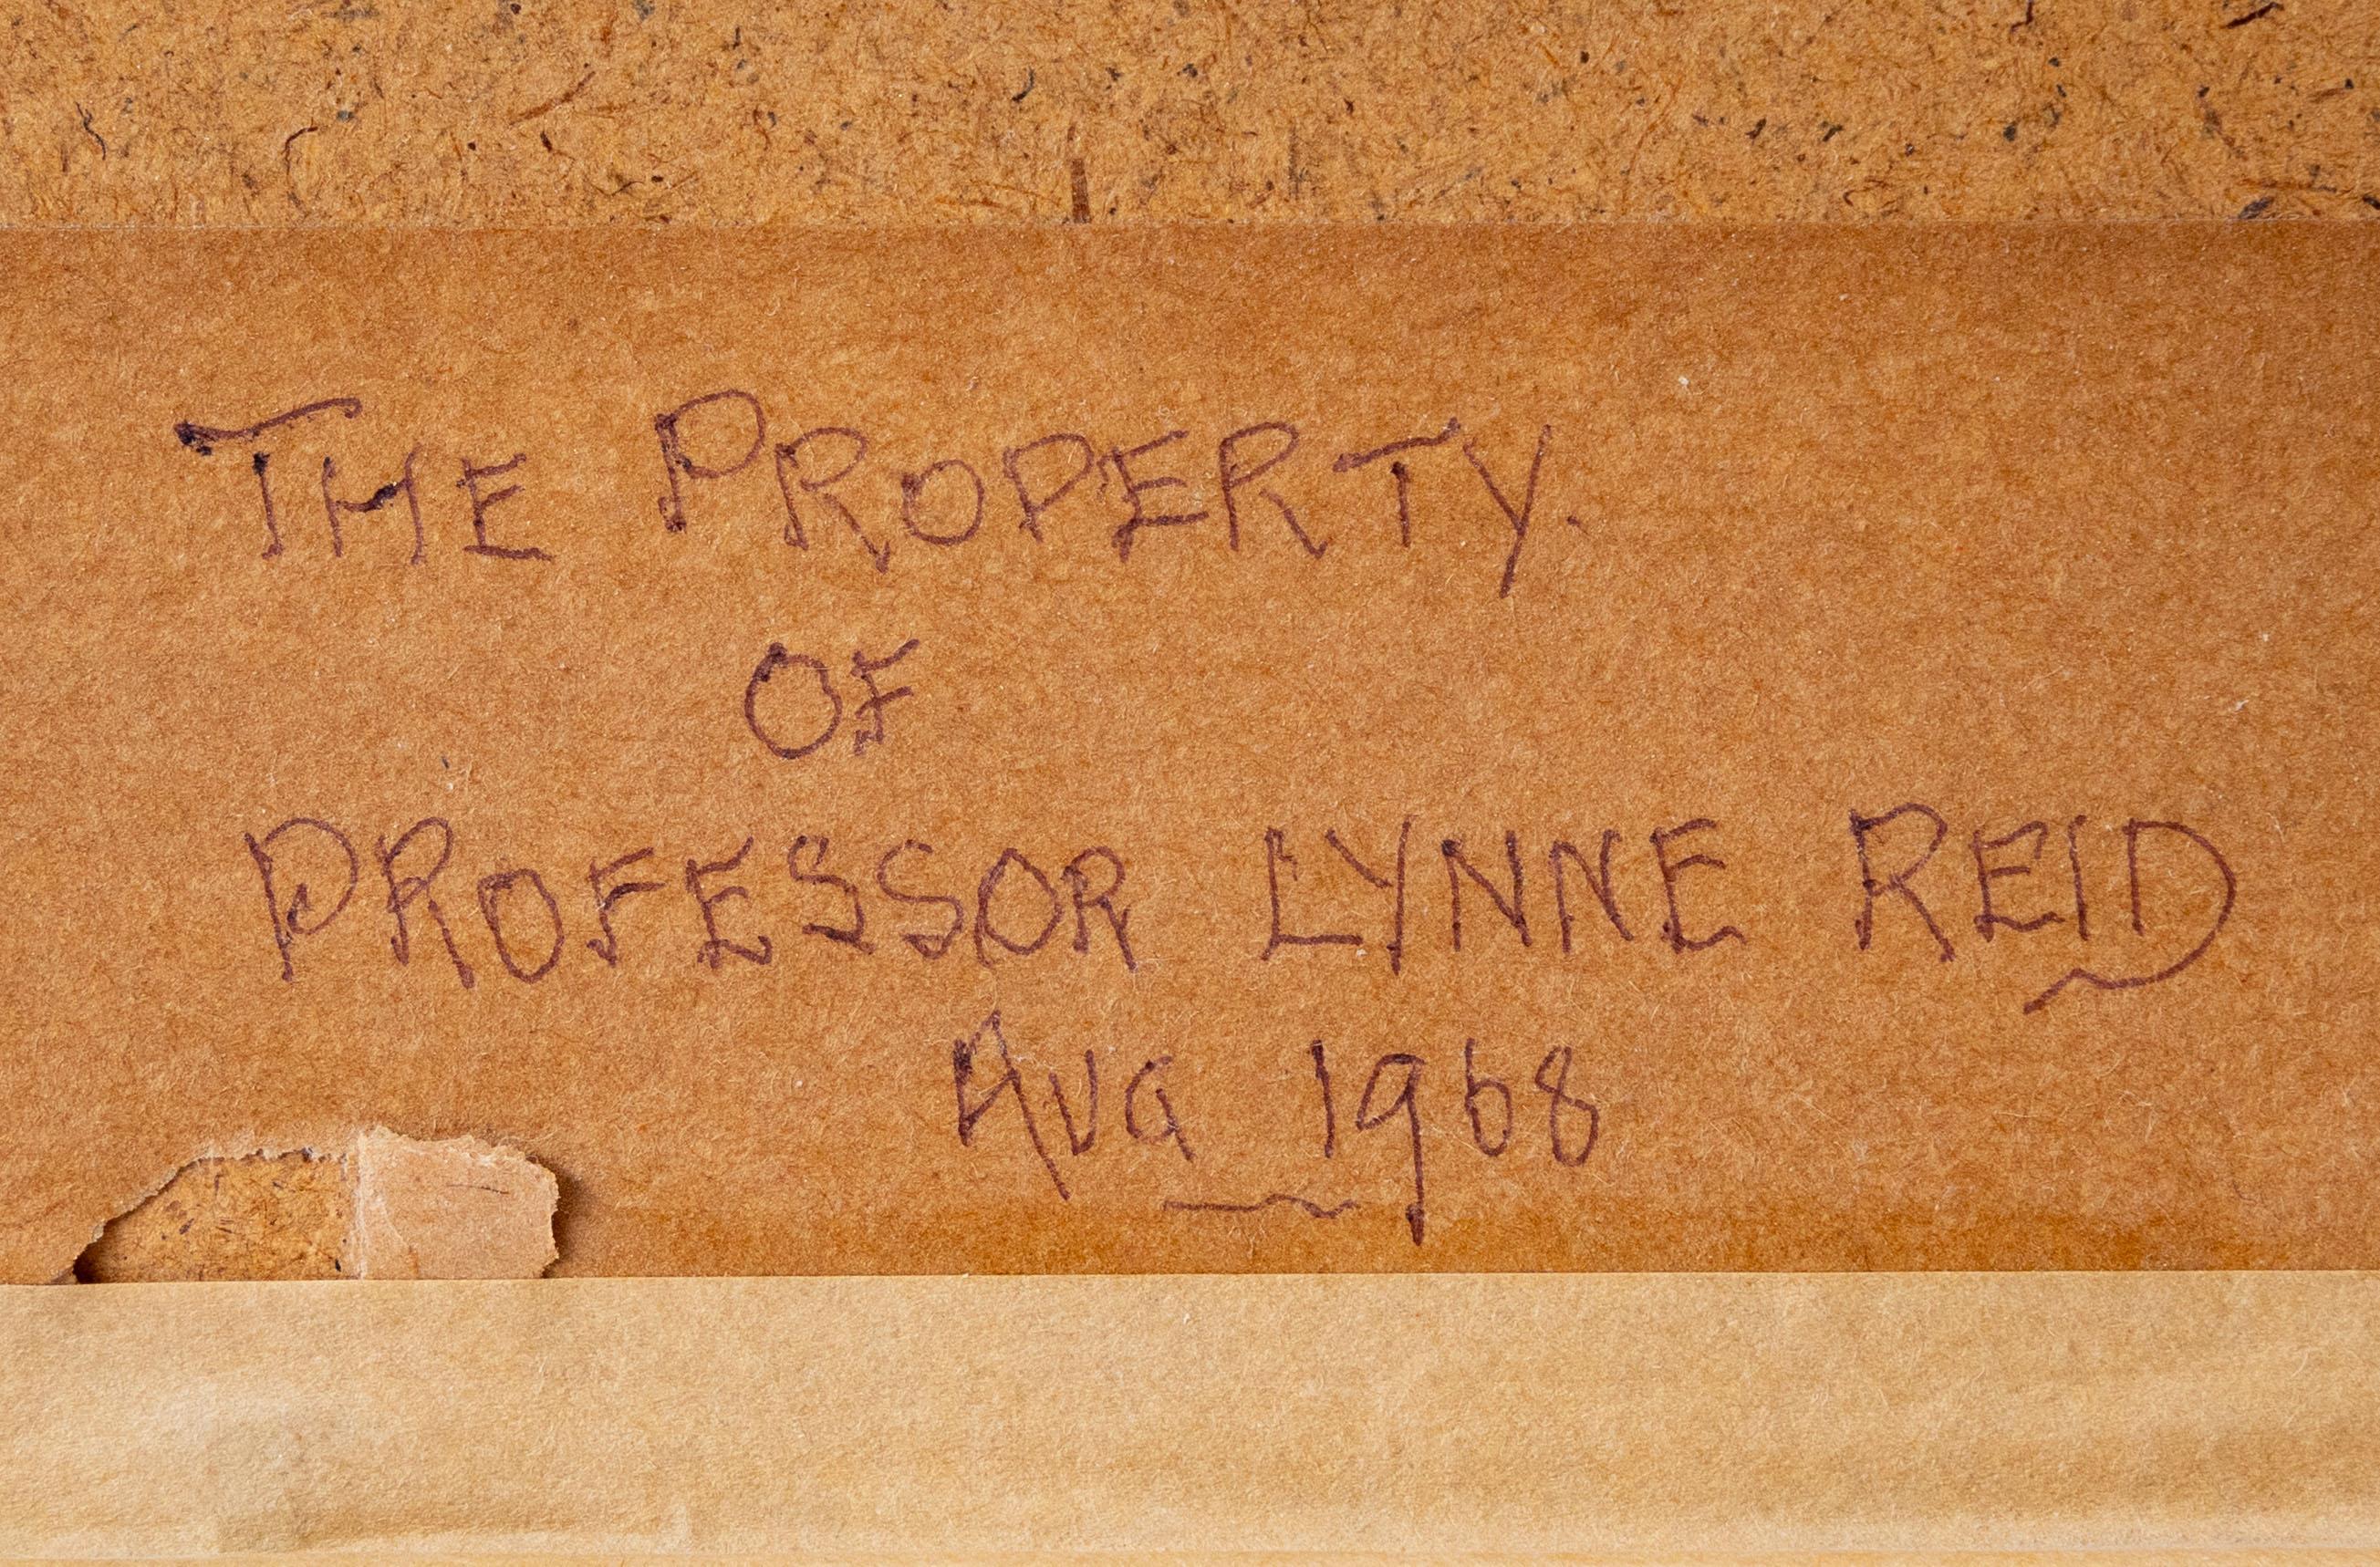 THE PROPERTY.
OF
PROFESSOR LYNNE REID
AUG 1968